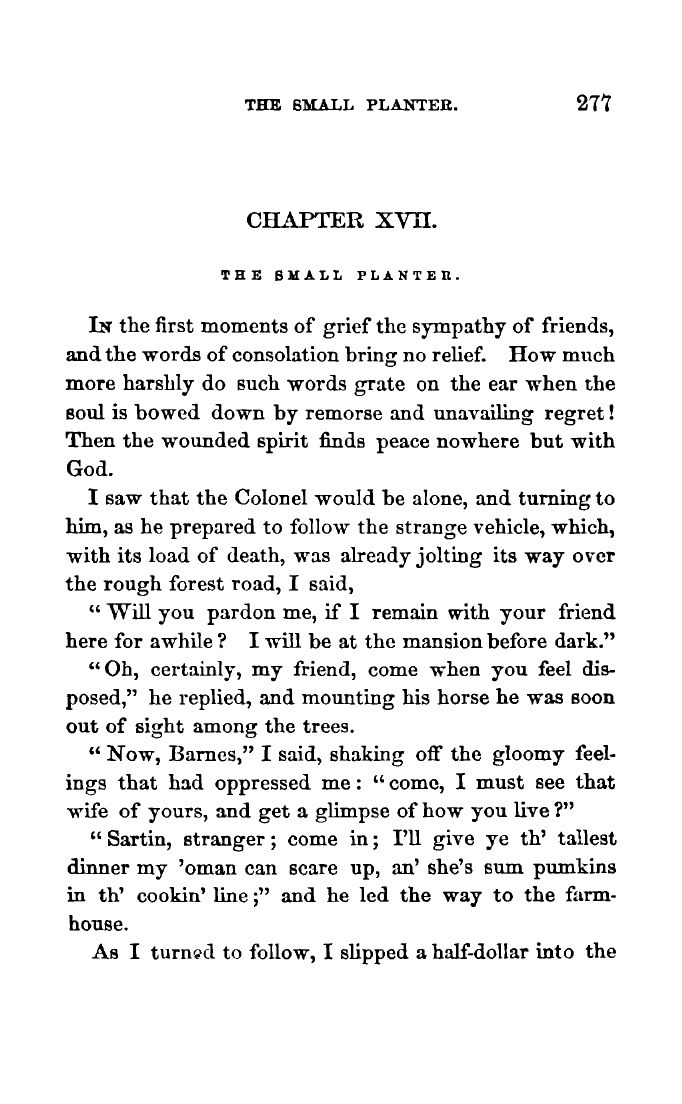 THE SMALL PLANTER. 277
CHAPTER XVII.
THE SMALL PLANTER.
In the first moments of grief the sympathy of friends,
and the words of consolation bring no relief. How much
more harshly do such words grate on the ear when the
soul is bowed down by remorse and unavailing regret!
Then the wounded spirit finds peace nowhere but with
God.
I saw that the Colonel would be alone, and turning to
him, as he prepared to follow the strange vehicle, which,
with its load of death, was already jolting its way over
the rough forest road, I said,
“Will you pardon me, if I remain with your friend
here for awhile? I will be at the mansion before dark.”
“Oh, certainly, my friend, come when you feel dis-
posed,” he replied, and mounting his horse he was soon
out of sight among the trees.
“Now, Barnes,” I said, shaking off the gloomy feel-
ings that had oppressed me: “come, I must see that
wife of yours, and get a glimpse of how you live?”
“Sartin, stranger; come in; I’ll give ye th’ tallest
dinner my ’oman can scare up, an’ she’s sum pumkins
in th’ cookin’ line;” and he led the way to the farm-
house.
As I turned to follow, I slipped a half-dollar into the